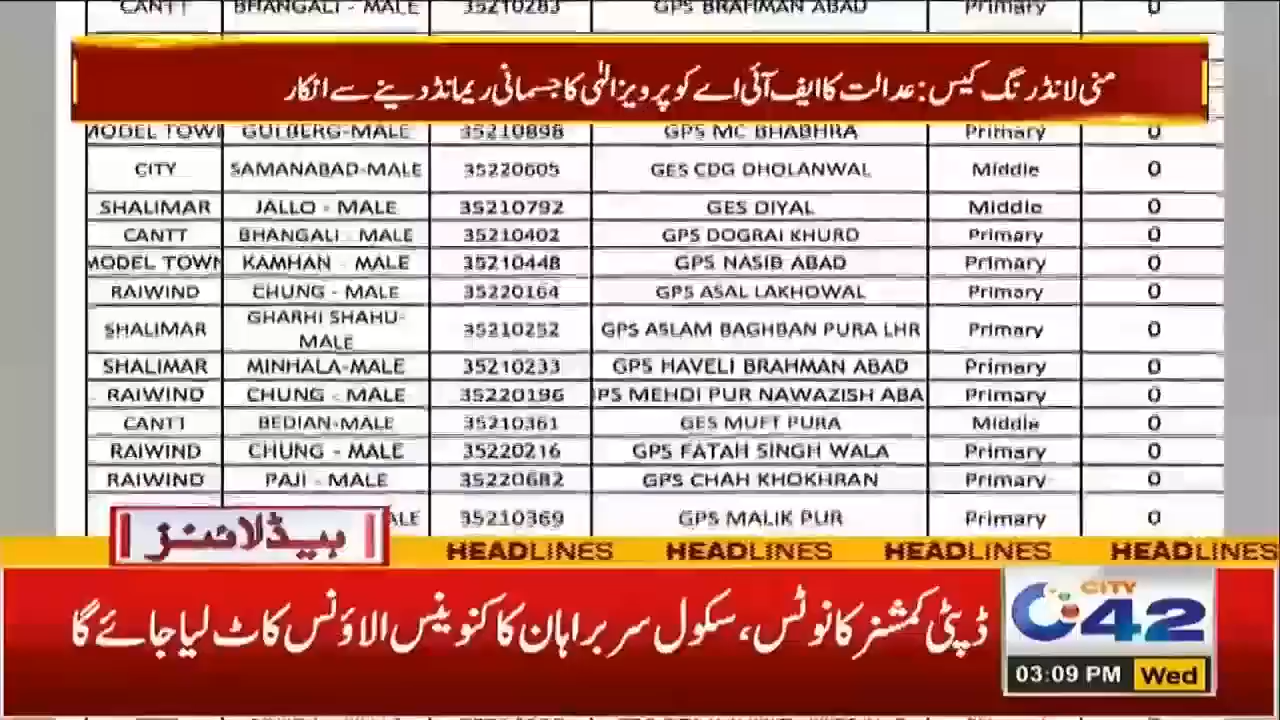 CANTT BHANGALI - MALE 35210283 GPS BRAHMAN ABAD Primary 0
منی لانڈرنگ کیس: عدالت کا ایف آئی اے کو پرویز الٰہی کا جسمانی ریمانڈ دینے سے انکار
MODEL TOWN GULBERG-MALE 35210898 GPS MC BHABHRA Primary 0
CITY SAMANABAD-MALE 35220605 GES CDG DHOLANWAL Middle 0
SHALIMAR JALLO - MALE 35210792 GES DIYAL Middle 0
CANTT BHANGALI - MALE 35210402 GPS DOGRAI KHURD Primary 0
MODEL TOWN KAMHAN - MALE 35210448 GPS NASIB ABAD Primary 0
RAIWIND CHUNG - MALE 35220164 GPS ASAL LAKHOWAL Primary 0
SHALIMAR GHARHI SHAHU-MALE 35210252 GPS ASLAM BAGHBAN PURA LHR Primary 0
SHALIMAR MINHALA-MALE 35210233 GPS HAVELI BRAHMAN ABAD Primary 0
RAIWIND CHUNG - MALE 35220196 PS MEHDI PUR NAWAZISH ABA Primary 0
CANTT BEDIAN-MALE 35210361 GES MUFT PURA Middle 0
RAIWIND CHUNG - MALE 35220216 GPS FATAH SINGH WALA Primary 0
RAIWIND PAJI - MALE 35220682 GPS CHAH KHOKHRAN Primary 0
ALE 35210369 GPS MALIK PUR Primary 0
ہیڈلائنز
HEADLINES HEADLINES HEADLINES HEADLINES
ڈپٹی کمشنر کا نوٹس، سکول سربراہان کا کنوینس الاؤنس کاٹ لیا جائے گا
CITY 42
03:09 PM Wed